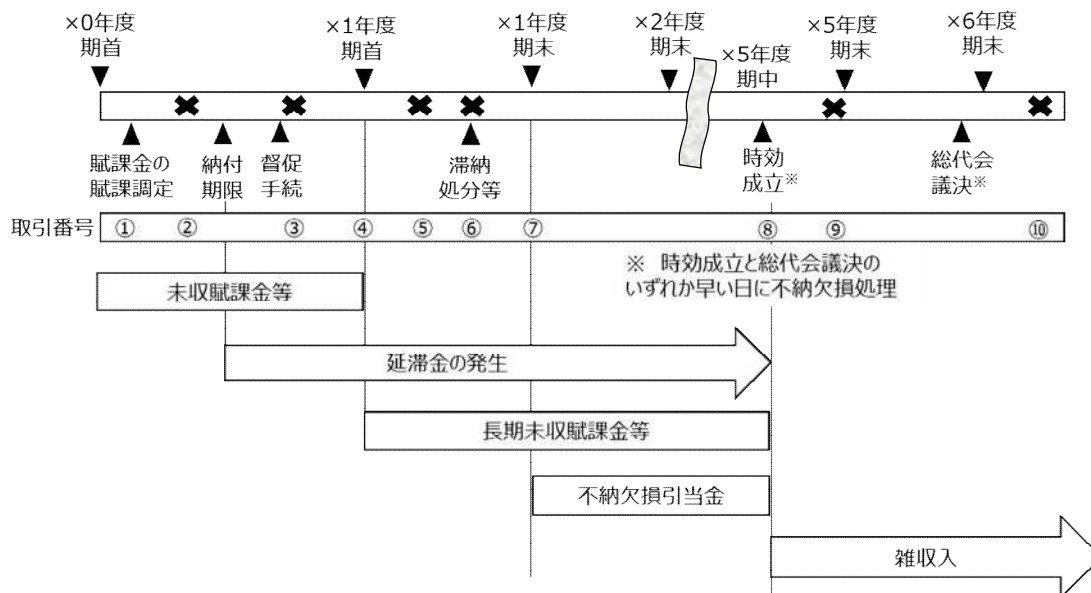 ×0年度
期首
×1年度
期首
×1年度
期末
×2年度
期末
×5年度
期中
×5年度
期末
×6年度
期末
賦課金の
賦課調定
納付
期限
督促
手続
滞納
処分等
時効
成立※
総代会
議決※
取引番号
① ② ③ ④ ⑤ ⑥ ⑦ ⑧ ⑨ ⑩
※ 時効成立と総代会議決の
いずれか早い日に不納欠損処理
未収賦課金等
延滞金の発生
長期未収賦課金等
不納欠損引当金
雑収入